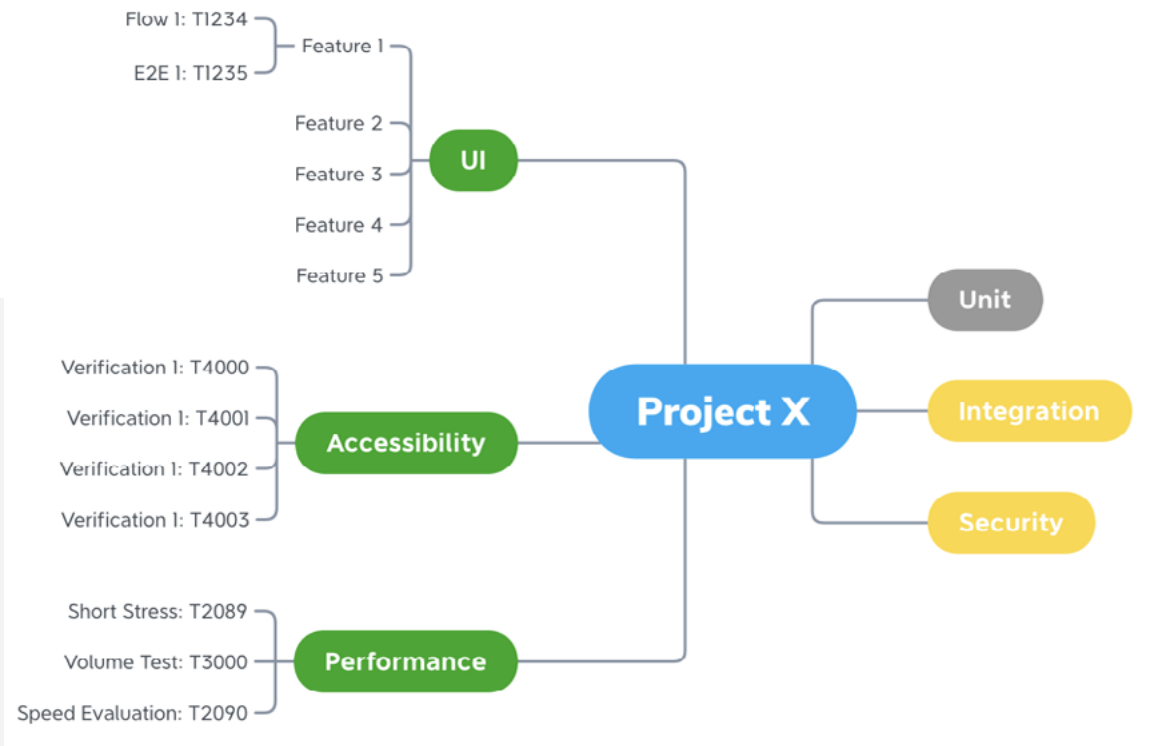 Flow 1: T1234
E2E 1: T1235
Feature 1
Feature 2
Feature 3
Feature 4
Feature 5
UI
Verification 1: T4000
Verification 1: T4001
Verification 1: T4002
Verification 1: T4003
Accessibility
Short Stress: T2089
Volume Test: T3000
Speed Evaluation: T2090
Performance
Project X
Unit
Integration
Security